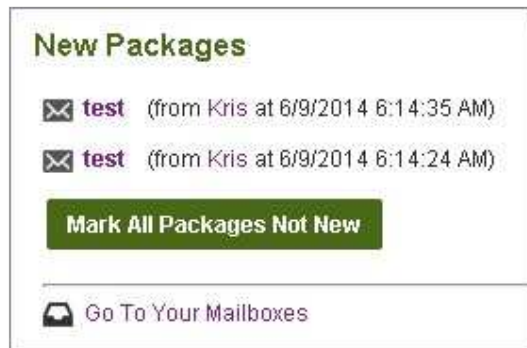 New Packages
test (from Kris at 6/9/2014 6:14:35 AM)
test (from Kris at 6/9/2014 6:14:24 AM)
Mark All Packages Not New
Go To Your Mailboxes